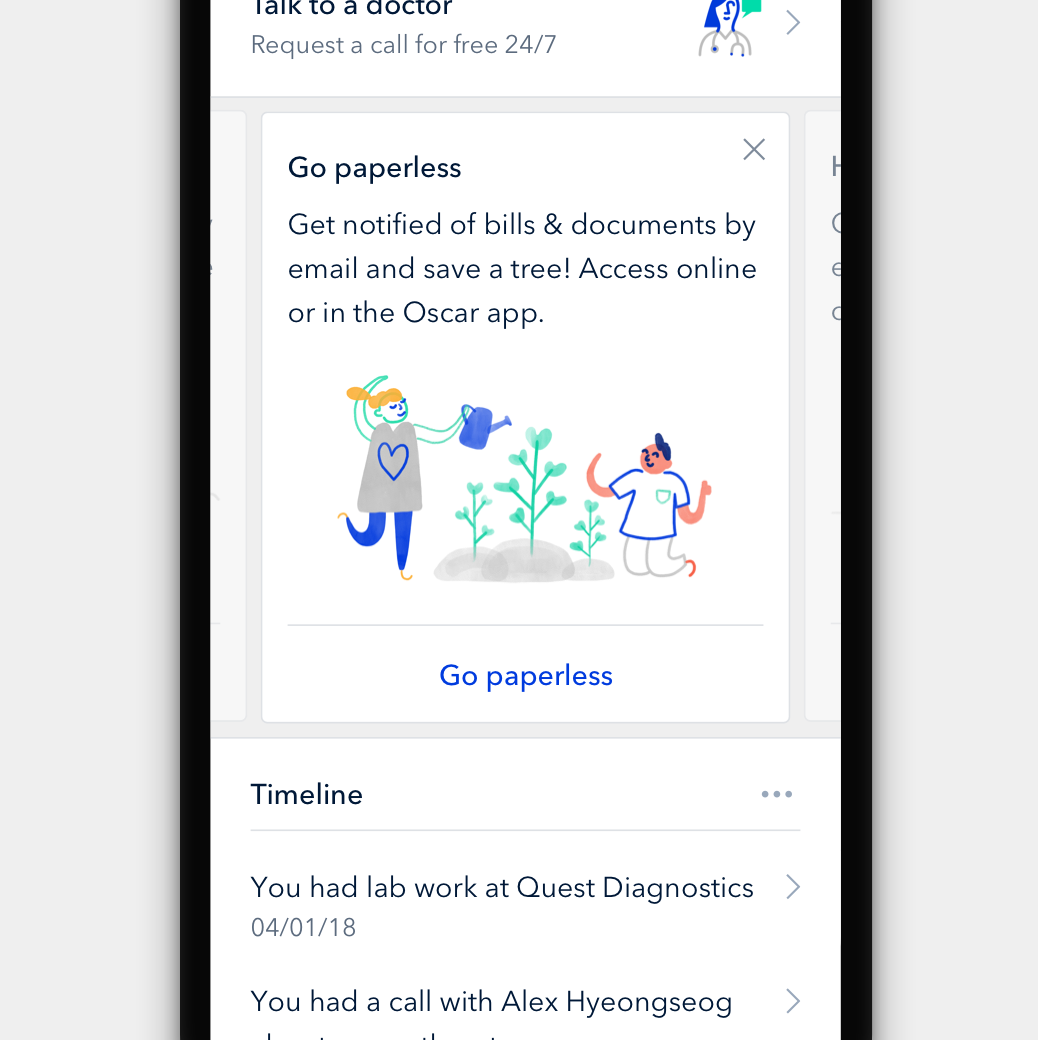 Talk to a doctor
Request a call for free 24/7
Go paperless
Get notified of bills & documents by
email and save a tree! Access online
or in the Oscar app.
Go paperless
Timeline
You had lab work at Quest Diagnostics
04/01/18
You had a call with Alex Hyeongseog